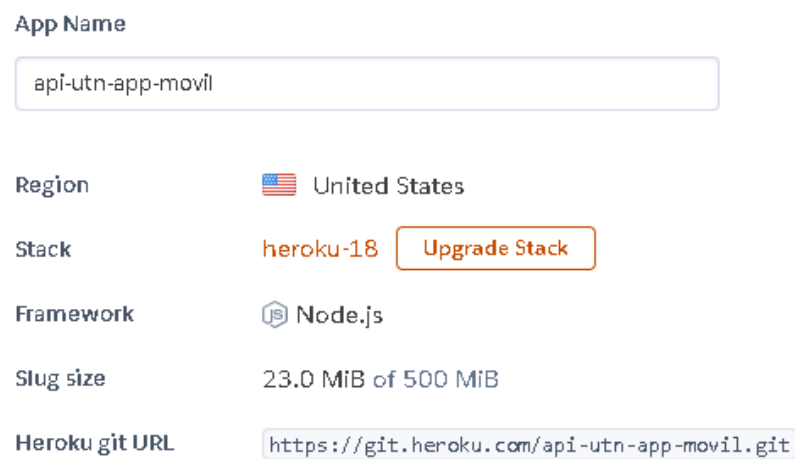 App Name
api-utn-app-movil
Region United States
Stack heroku-18 Upgrade Stack
Framework JS Node.js
Slug size 23.0 MiB of 500 MiB
Heroku git URL https://git.heroku.com/api-utn-app-movil.git